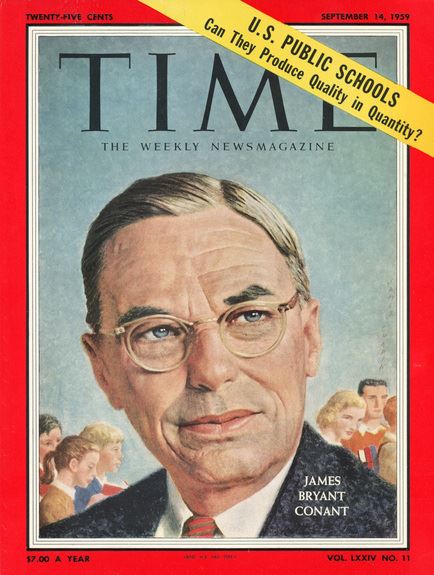 TWENTY-FIVE CENTS
SEPTEMBER 14, 1959
U.S. PUBLIC SCHOOLS
Can They Produce Quality in Quantity?
TIME
THE WEEKLY NEWSMAGAZINE
JAMES
BRYANT
CONANT
$7.00 A YEAR
VOL. LXXIV NO. 11